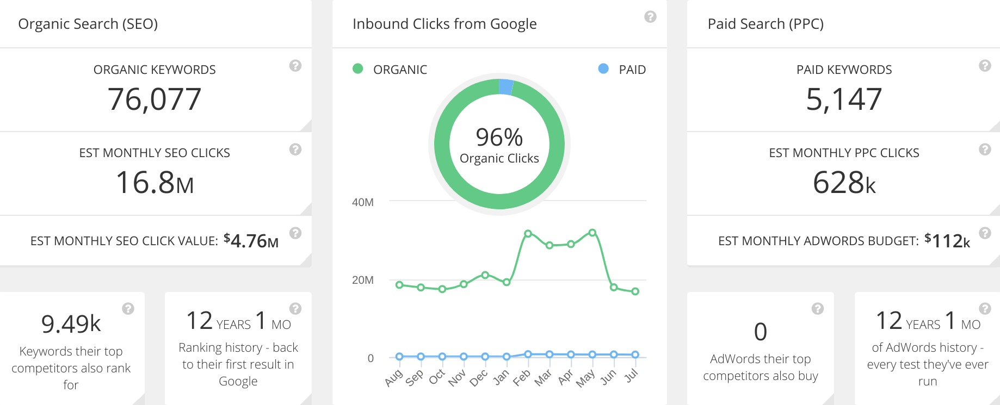 Organic Search (SEO)
ORGANIC KEYWORDS
76,077
EST MONTHLY SEO CLICKS
16.8M
EST MONTHLY SEO CLICK VALUE: $4.76M
9.49k
Keywords their top
competitors also rank
for
12 YEARS 1 MO
Ranking history - back
to their first result in
Google
Inbound Clicks from Google
ORGANIC
PAID
96%
Organic Clicks
40M
20M
0
Aug Sep Oct Nov Dec Jan Feb Mar Apr May Jun Jul
Paid Search (PPC)
PAID KEYWORDS
5,147
EST MONTHLY PPC CLICKS
628k
EST MONTHLY ADWORDS BUDGET: $112k
0
AdWords their top
competitors also buy
12 YEARS 1 MO
of AdWords history -
every test they've ever
run